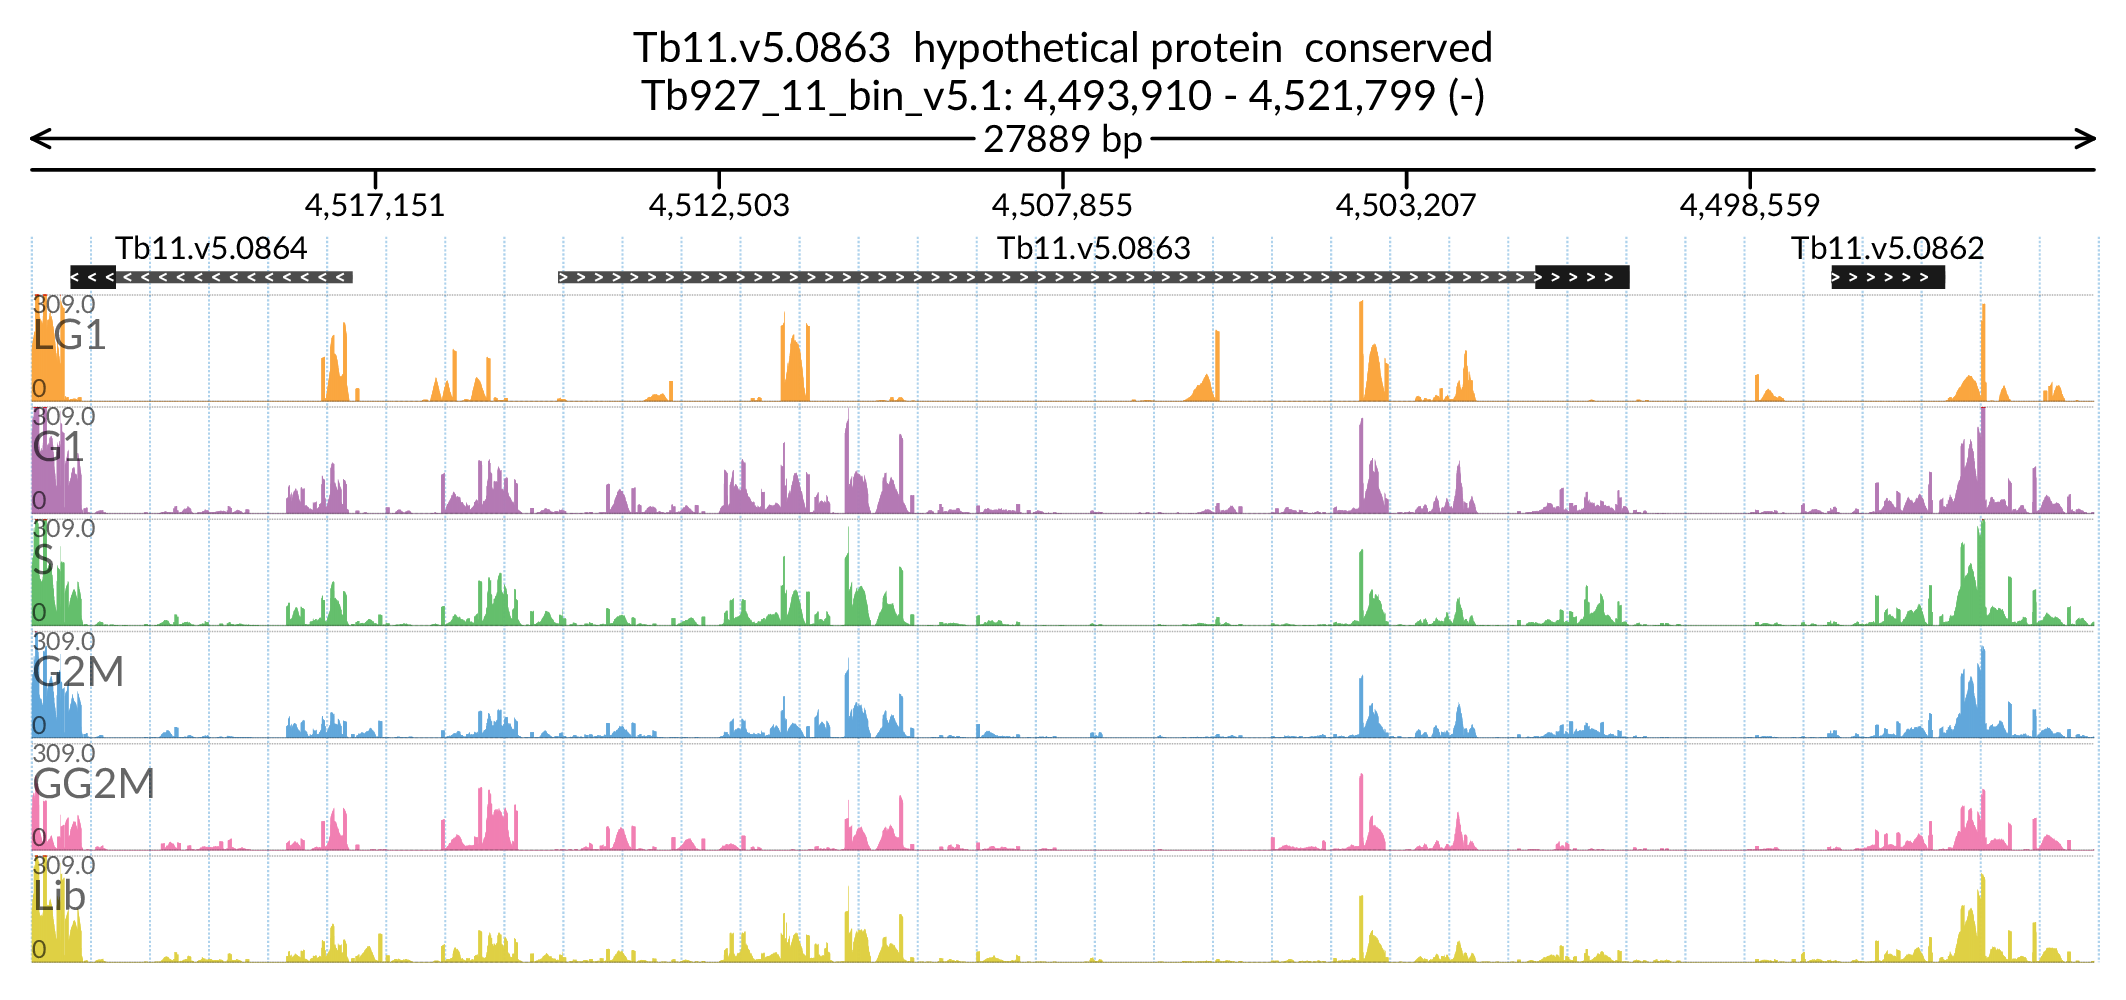 Tb11.v5.0863 hypothetical protein conserved
Tb927_11_bin_v5.1: 4,493,910 - 4,521,799 (-)
27889 bp
4,517,151 4,512,503 4,507,855 4,503,207 4,498,559
Tb11.v5.0864 Tb11.v5.0863 Tb11.v5.0862
309.0
LG1
0
309.0
G1
0
309.0
S
0
309.0
G2M
0
309.0
GG2M
0
309.0
Lib
0